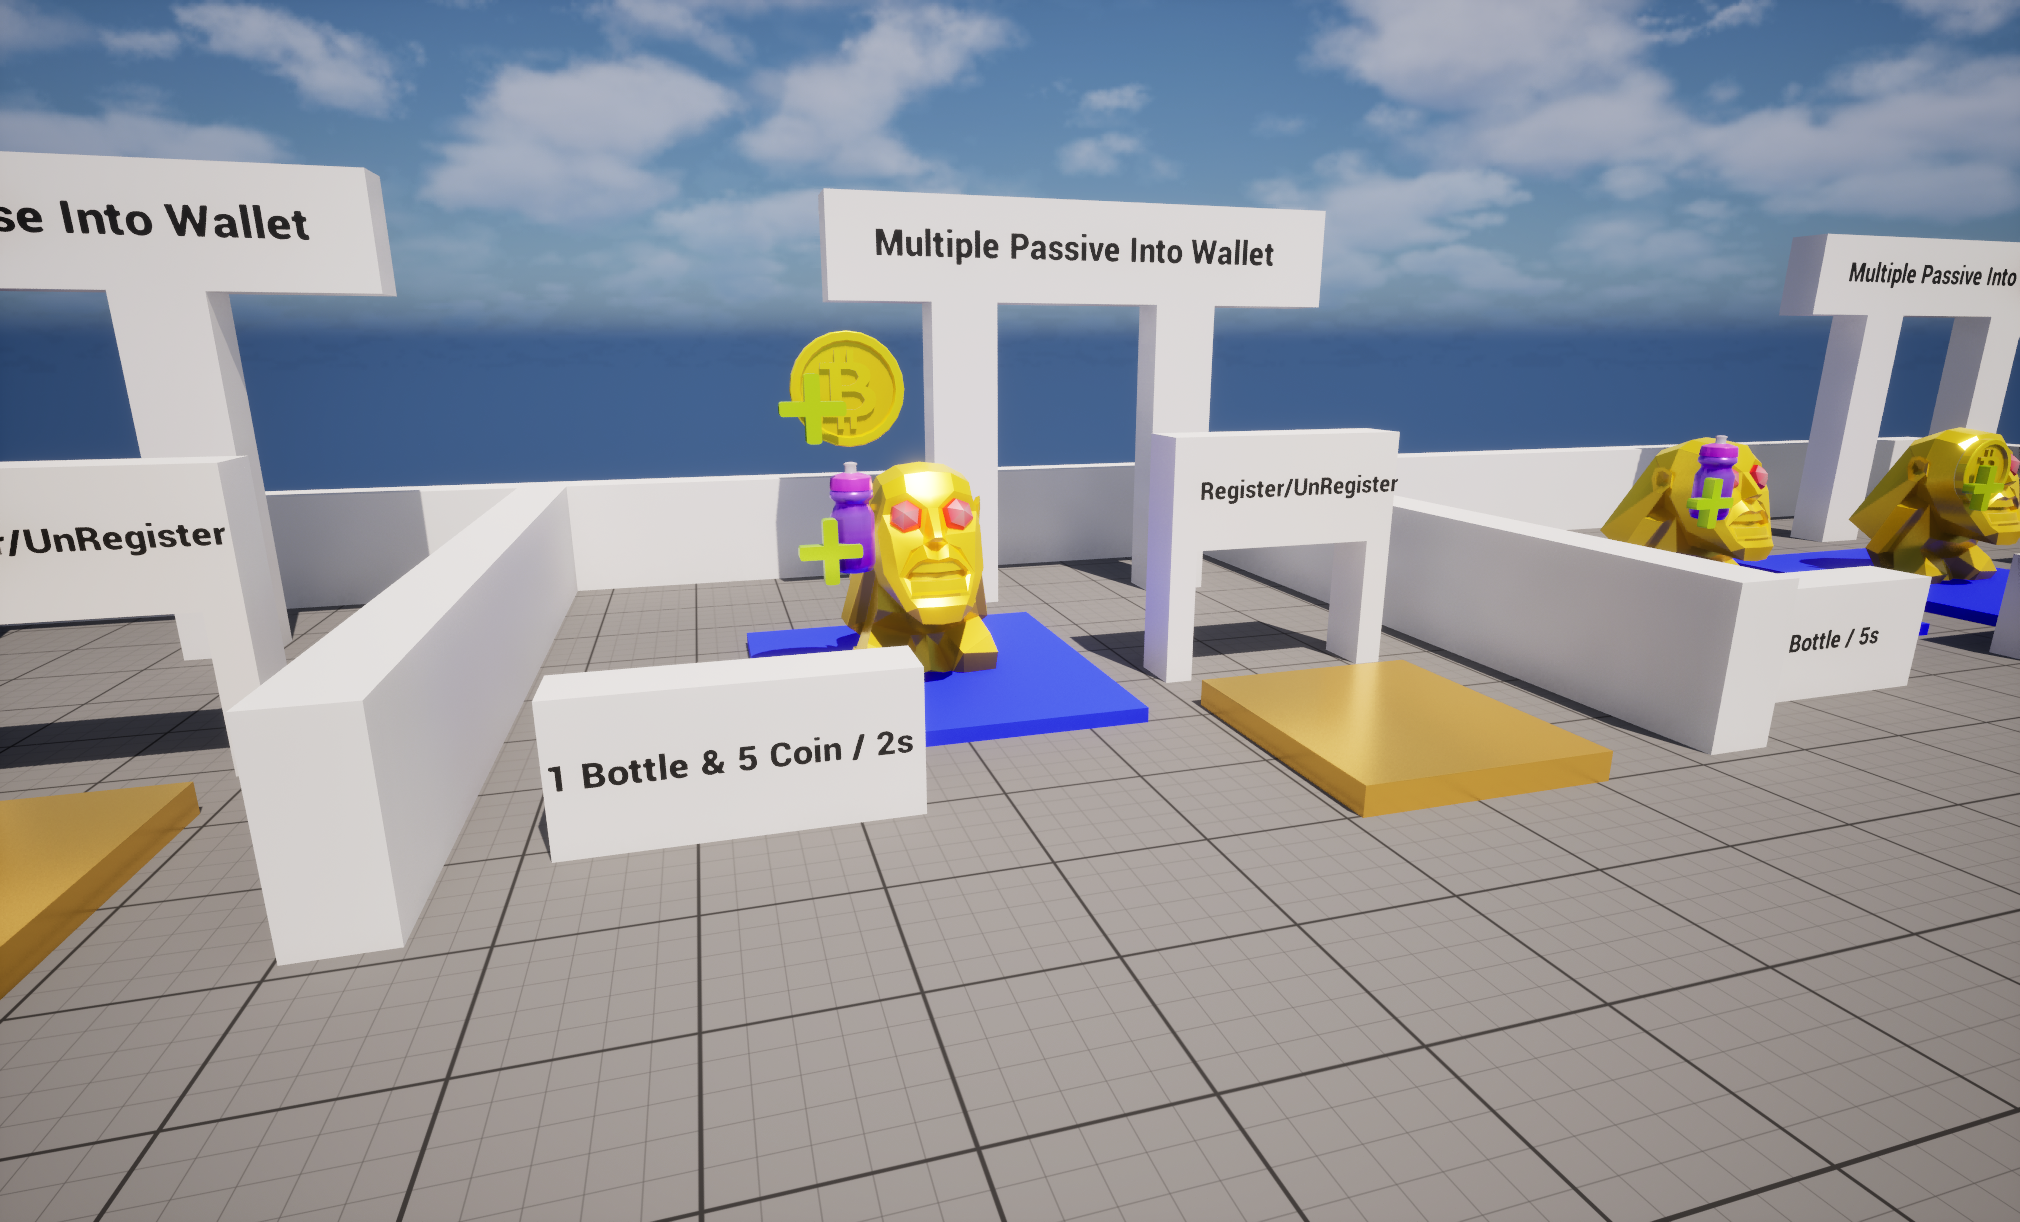 se Into Wallet
Multiple Passive Into Wallet
Multiple Passive Into
r/UnRegister
Register/UnRegister
Bottle / 5s
1 Bottle & 5 Coin / 2s